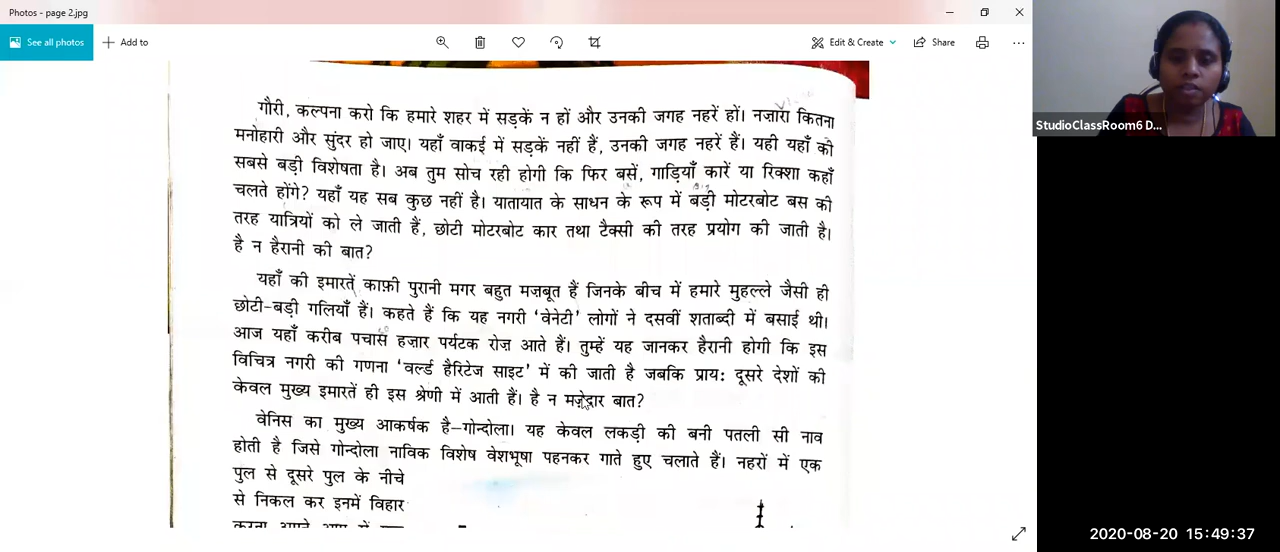 Photos - page 2.jpg
See all photos
Add to
Edit & Create
Share
गौरी, कल्पना करो कि हमारे शहर में सड़कें न हों और उनकी जगह नहरें हों। नजारा कितना
मनोहारी और सुंदर हो जाए। यहाँ वाकई में सड़कें नहीं हैं, उनकी जगह नहरें हैं। यही यहाँ की
सबसे बड़ी विशेषता है। अब तुम सोच रही होगी कि फिर बसें, गाड़ियाँ कारें या रिक्शा कहाँ
चलते होंगे? यहाँ यह सब कुछ नहीं है। यातायात के साधन के रूप में बड़ी मोटरबोट बस की
तरह यात्रियों को ले जाती हैं, छोटी मोटरबोट कार तथा टैक्सी की तरह प्रयोग की जाती है।
है न हैरानी की बात?
यहाँ की इमारतें काफ़ी पुरानी मगर बहुत मज़बूत हैं जिनके बीच में हमारे मुहल्ले जैसी ही
छोटी-बड़ी गलियाँ हैं। कहते हैं कि यह नगरी 'वेनेटी' लोगों ने दसवीं शताब्दी में बसाई थी।
आज यहाँ करीब पचास हज़ार पर्यटक रोज़ आते हैं। तुम्हें यह जानकर हैरानी होगी कि इस
विचित्र नगरी की गणना 'वर्ल्ड हैरिटेज साइट' में की जाती है जबकि प्राय: दूसरे देशों की
केवल मुख्य इमारतें ही इस श्रेणी में आती हैं। है न मज़ेदार बात?
वेनिस का मुख्य आकर्षक है–गोन्दोला। यह केवल लकड़ी की बनी पतली सी नाव
होती है जिसे गोन्दोला नाविक विशेष वेशभूषा पहनकर गाते हुए चलाते हैं। नहरों में एक
पुल से दूसरे पुल के नीचे
से निकल कर इनमें विहार
StudioClassRoom6 D...
2020-08-20 15:49:37